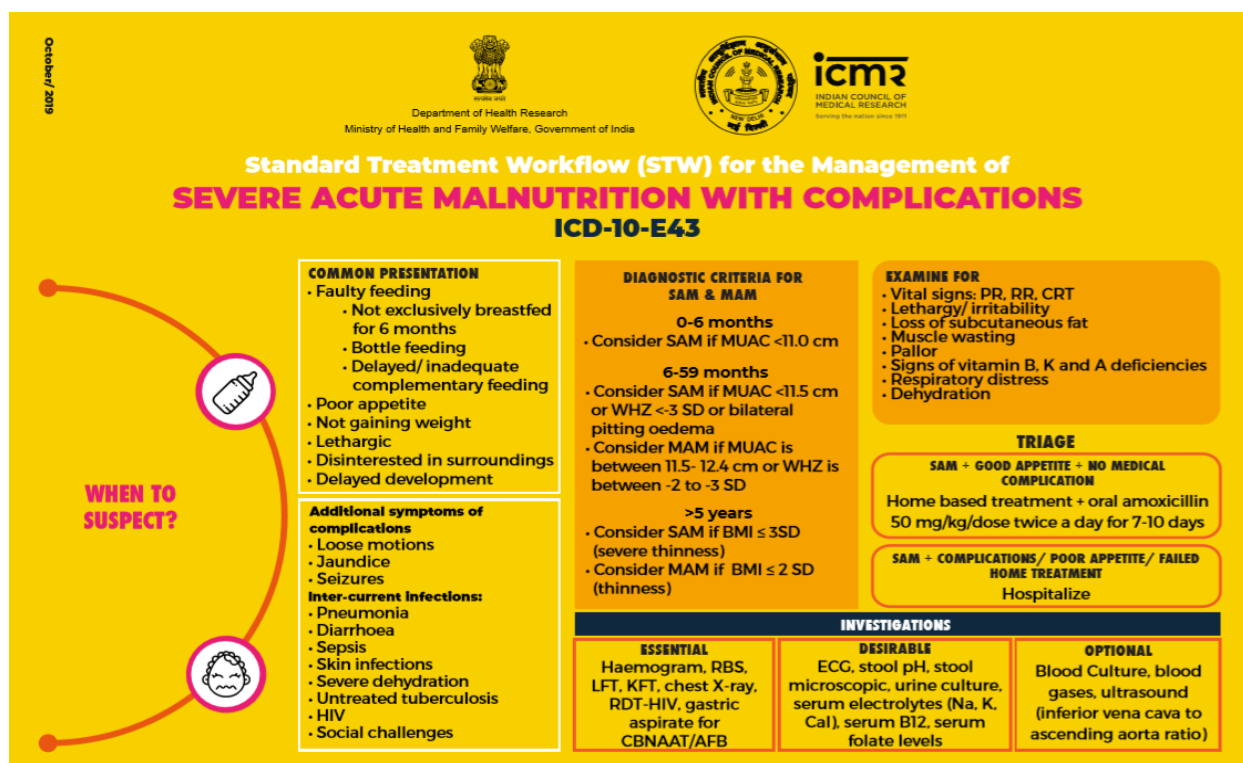 October/ 2019
सत्यमेव जयते
Department of Health Research
Ministry of Health and Family Welfare, Government of India
INDIAN COUNCIL OF MEDICAL RESEARCH
NEW DELHI
icmr
INDIAN COUNCIL OF
MEDICAL RESEARCH
Serving the nation since 1911
Standard Treatment Workflow (STW) for the Management of
SEVERE ACUTE MALNUTRITION WITH COMPLICATIONS
ICD-10-E43
WHEN TO
SUSPECT?
COMMON PRESENTATION
· Faulty feeding
· Not exclusively breastfed
for 6 months
· Bottle feeding
· Delayed/ inadequate
complementary feeding
· Poor appetite
· Not gaining weight
· Lethargic
· Disinterested in surroundings
· Delayed development
Additional symptoms of
complications
· Loose motions
· Jaundice
· Seizures
Inter-current Infections:
· Pneumonia
· Diarrhoea
· Sepsis
· Skin infections
· Severe dehydration
· Untreated tuberculosis
· HIV
· Social challenges
DIAGNOSTIC CRITERIA FOR
SAM & MAM
0-6 months
· Consider SAM if MUAC <11.0 cm
6-59 months
· Consider SAM if MUAC <11.5 cm
or WHZ <-3 SD or bilateral
pitting oedema
· Consider MAM if MUAC is
between 11.5- 12.4 cm or WHZ is
between -2 to -3 SD
>5 years
· Consider SAM if BMI ≤ 3SD
(severe thinness)
· Consider MAM if BMI ≤ 2 SD
(thinness)
EXAMINE FOR
· Vital signs: PR, RR, CRT
· Lethargy/ irritability
· Loss of subcutaneous fat
· Muscle wasting
· Pallor
· Signs of vitamin B, K and A deficiencies
· Respiratory distress
· Dehydration
TRIAGE
SAM + GOOD APPETITE + NO MEDICAL
COMPLICATION
Home based treatment + oral amoxicillin
50 mg/kg/dose twice a day for 7-10 days
SAM + COMPLICATIONS/ POOR APPETITE/ FAILED
HOME TREATMENT
Hospitalize
INVESTIGATIONS
ESSENTIAL
Haemogram, RBS,
LFT, KFT, chest X-ray,
RDT-HIV, gastric
aspirate for
CBNAAT/AFB
DESIRABLE
ECG, stool pH, stool
microscopic, urine culture,
serum electrolytes (Na, K,
Cal), serum B12, serum
folate levels
OPTIONAL
Blood Culture, blood
gases, ultrasound
(inferior vena cava to
ascending aorta ratio)